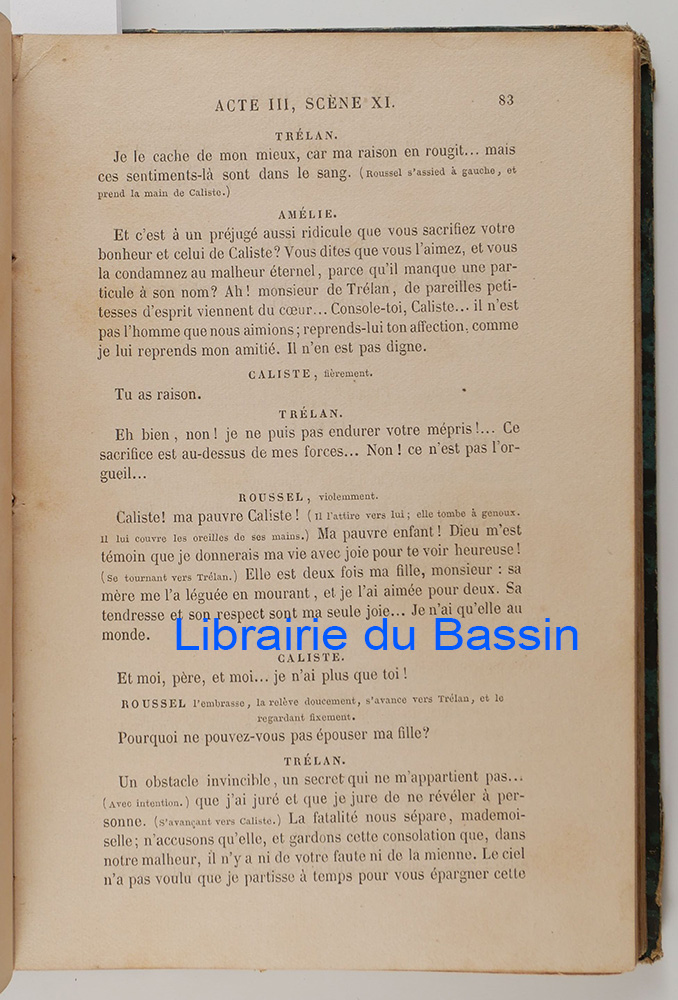 ACTE III, SCÈNE XI. 83
TRÉLAN.
Je le cache de mon mieux, car ma raison en rougit... mais
ces sentiments-là sont dans le sang. (Roussel s'assied à gauche, et
prend la main de Caliste.)
AMÉLIE.
Et c'est à un préjugé aussi ridicule que vous sacrifiez votre
bonheur et celui de Caliste? Vous dites que vous l'aimez, et vous
la condamnez au malheur éternel, parce qu'il manque une par-
ticule à son nom? Ah! monsieur de Trélan, de pareilles peti-
tesses d'esprit viennent du cœur... Console-toi, Caliste... il n'est
pas l'homme que nous aimions; reprends-lui ton affection, comme
je lui reprends mon amitié. Il n'en est pas digne.
CALISTE, fièrement.
Tu as raison.
TRÉLAN.
Eh bien, non! je ne puis pas endurer votre mépris!... Ce
sacrifice est au-dessus de mes forces... Non! ce n'est pas l'or-
gueil...
ROUSSEL, violemment.
Caliste! ma pauvre Caliste! (Il l'attire vers lui; elle tombe à genoux.
Il lui couvre les oreilles de ses mains.) Ma pauvre enfant! Dieu m'est
témoin que je donnerais ma vie avec joie pour te voir heureuse!
(Se tournant vers Trélan.) Elle est deux fois ma fille, monsieur: sa
mère me l'a léguée en mourant, et je l'ai aimée pour deux. Sa
tendresse et son respect sont ma seule joie... Je n'ai qu'elle au
monde.
Librairie du Bassin
CALISTE.
Et moi, père, et moi... je n'ai plus que toi!
ROUSSEL l'embrasse, la relève doucement, s'avance vers Trélan, et le
regardant fixement.
Pourquoi ne pouvez-vous pas épouser ma fille?
TRÉLAN.
Un obstacle invincible, un secret qui ne m'appartient pas...
(Avec intention.) que j'ai juré et que je jure de ne révéler à per-
sonne. (S'avançant vers Caliste.) La fatalité nous sépare, mademoi-
selle; n'accusons qu'elle, et gardons cette consolation que, dans
notre malheur, il n'y a ni de votre faute ni de la mienne. Le ciel
n'a pas voulu que je partisse à temps pour vous épargner cette